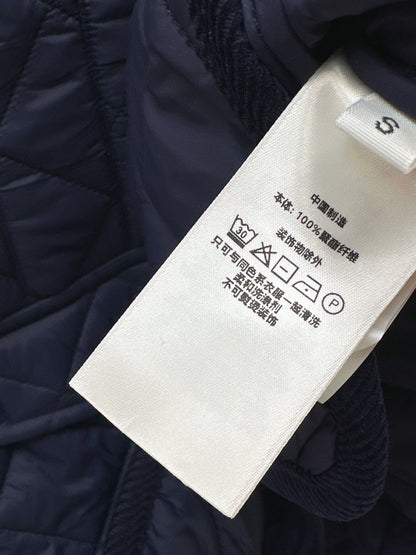 S
中国制造
本体: 100%聚酯纤维
装饰物除外
30 P
只可与同色系衣服一起清洗
柔和洗涤剂
不可熨烫装饰